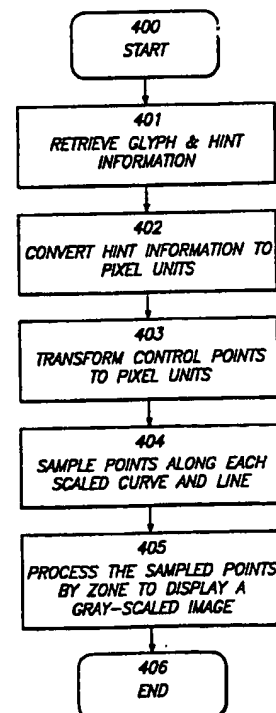 400
START
401
RETRIEVE GLYPH & HINT
INFORMATION
402
CONVERT HINT INFORMATION TO
PIXEL UNITS
403
TRANSFORM CONTROL POINTS
TO PIXEL UNITS
404
SAMPLE POINTS ALONG EACH
SCALED CURVE AND LINE
405
PROCESS THE SAMPLED POINTS
BY ZONE TO DISPLAY A
GRAY-SCALED IMAGE
406
END